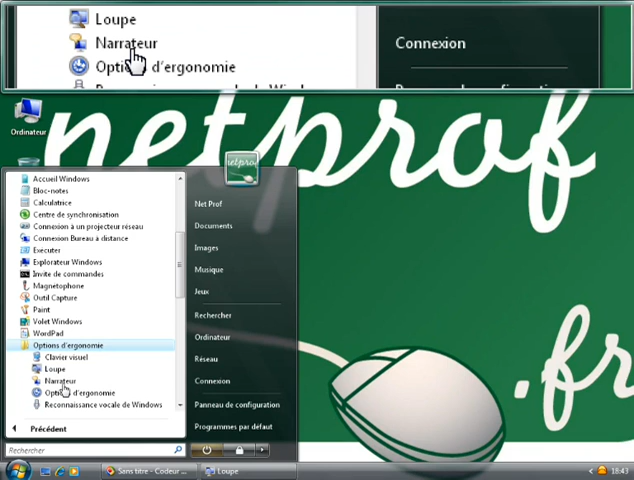 Loupe
Narrateur
Options d'ergonomie
Connexion
netprof
.fr
Ordinateur
netprof
Accueil Windows
Bloc-notes
Calculatrice
Centre de synchronisation
Connexion à un projecteur réseau
Connexion Bureau à distance
Exécuter
Explorateur Windows
Invite de commandes
Magnétophone
Outil Capture
Paint
Volet Windows
WordPad
Options d'ergonomie
Clavier visuel
Loupe
Narrateur
Options d'ergonomie
Reconnaissance vocale de Windows
Précédent
Rechercher
Net Prof
Documents
Images
Musique
Jeux
Rechercher
Ordinateur
Réseau
Connexion
Panneau de configuration
Programmes par défaut
Sans titre - Codeur ...
Loupe
18:43